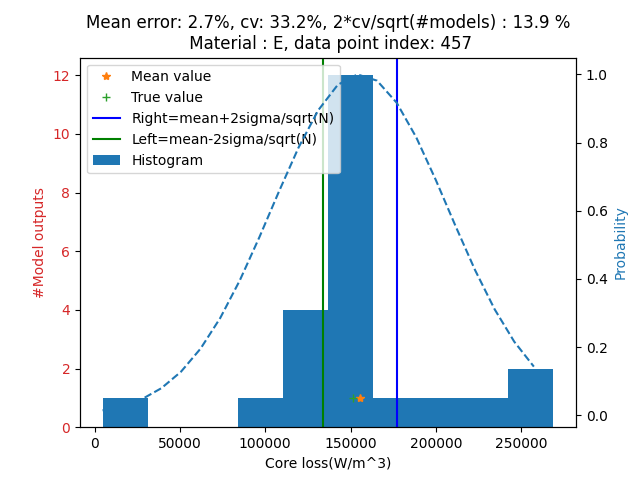 Mean error: 2.7%, cv: 33.2%, 2*cv/sqrt(#models) : 13.9 %
Material : E, data point index: 457
Mean value
True value
Right=mean+2sigma/sqrt(N)
Left=mean-2sigma/sqrt(N)
Histogram
#Model outputs
12
10
8
6
4
2
0
1.0
0.8
0.6
0.4
0.2
0.0
Probability
0
50000
100000
150000
200000
250000
Core loss(W/m^3)